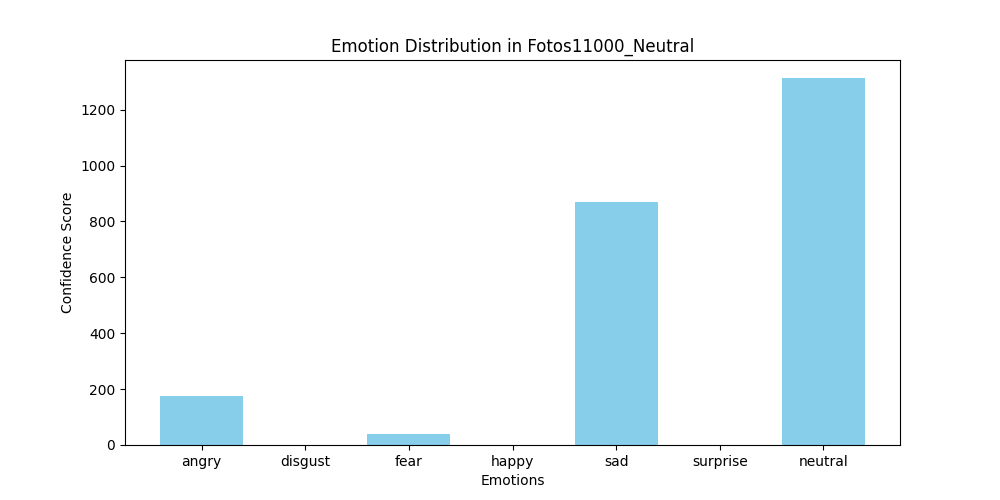 Emotion Distribution in Fotos11000_Neutral
1200
1000
800
600
400
200
0
Confidence Score
angry disgust fear happy sad surprise neutral
Emotions